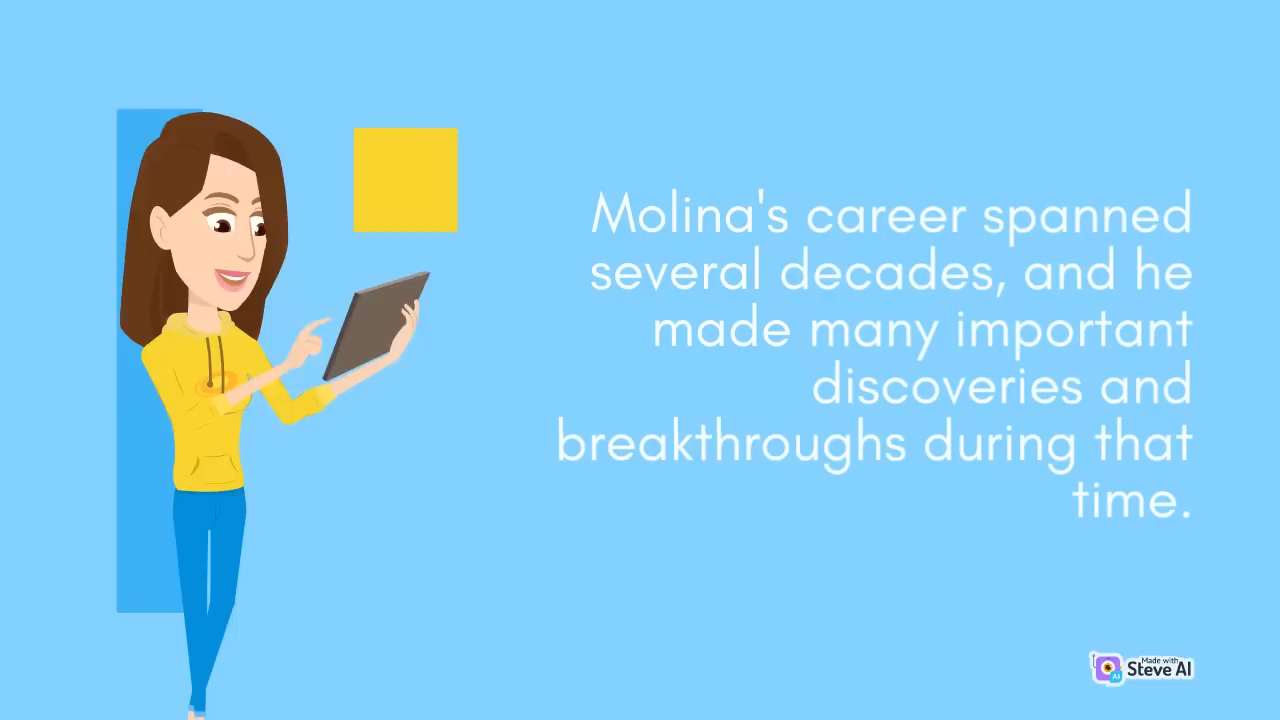 Molina's career spanned
several decades, and he
made many important
discoveries and
breakthroughs during that
time.
Made with
Steve AI
AI